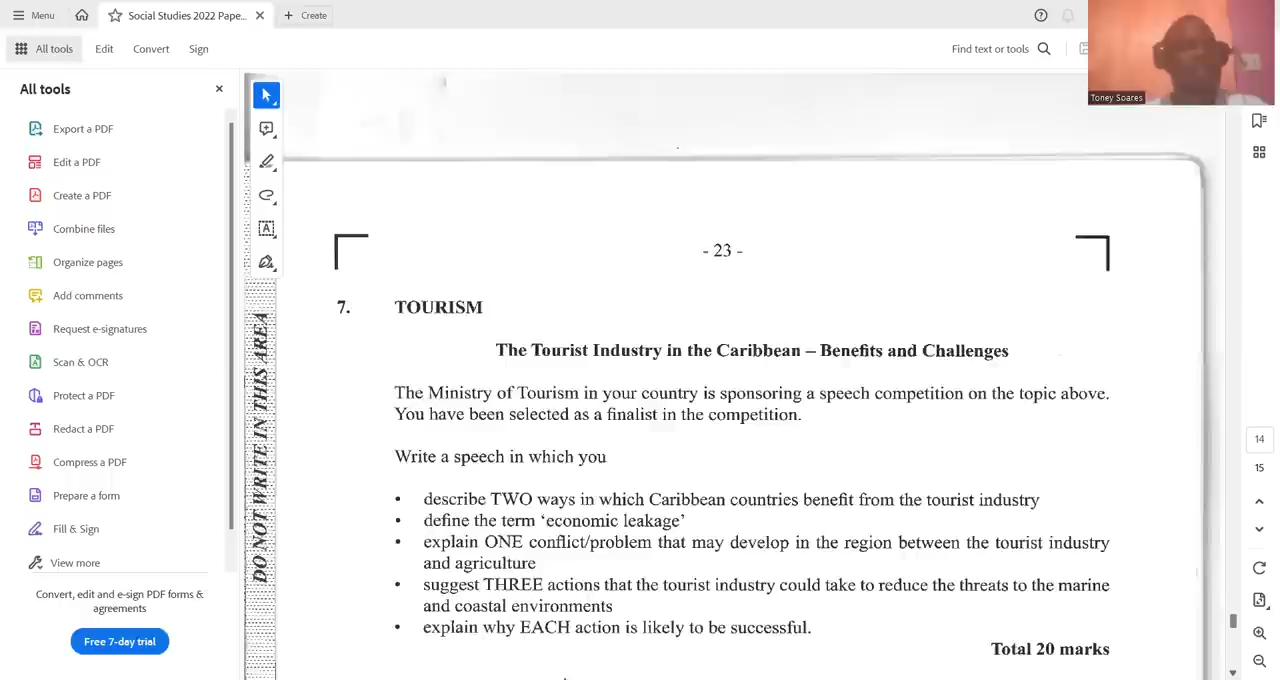 Menu
Social Studies 2022 Pape...
Create
All tools
Edit
Convert
Sign
Find text or tools
Toney Soares
All tools
Export a PDF
Edit a PDF
Create a PDF
Combine files
Organize pages
Add comments
Request e-signatures
Scan & OCR
Protect a PDF
Redact a PDF
Compress a PDF
Prepare a form
Fill & Sign
View more
Convert, edit and e-sign PDF forms &
agreements
Free 7-day trial
DO NOT WRITE IN THIS AREA
- 23 -
7. TOURISM
The Tourist Industry in the Caribbean – Benefits and Challenges
The Ministry of Tourism in your country is sponsoring a speech competition on the topic above.
You have been selected as a finalist in the competition.
Write a speech in which you
• describe TWO ways in which Caribbean countries benefit from the tourist industry
• define the term ‘economic leakage’
• explain ONE conflict/problem that may develop in the region between the tourist industry
and agriculture
• suggest THREE actions that the tourist industry could take to reduce the threats to the marine
and coastal environments
• explain why EACH action is likely to be successful.
Total 20 marks
14
15